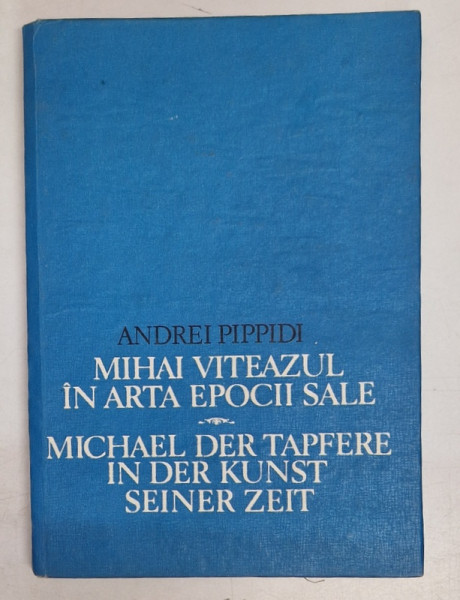 ANDREI PIPPIDI
MIHAI VITEAZUL
ÎN ARTA EPOCII SALE
MICHAEL DER TAPFERE
IN DER KUNST
SEINER ZEIT